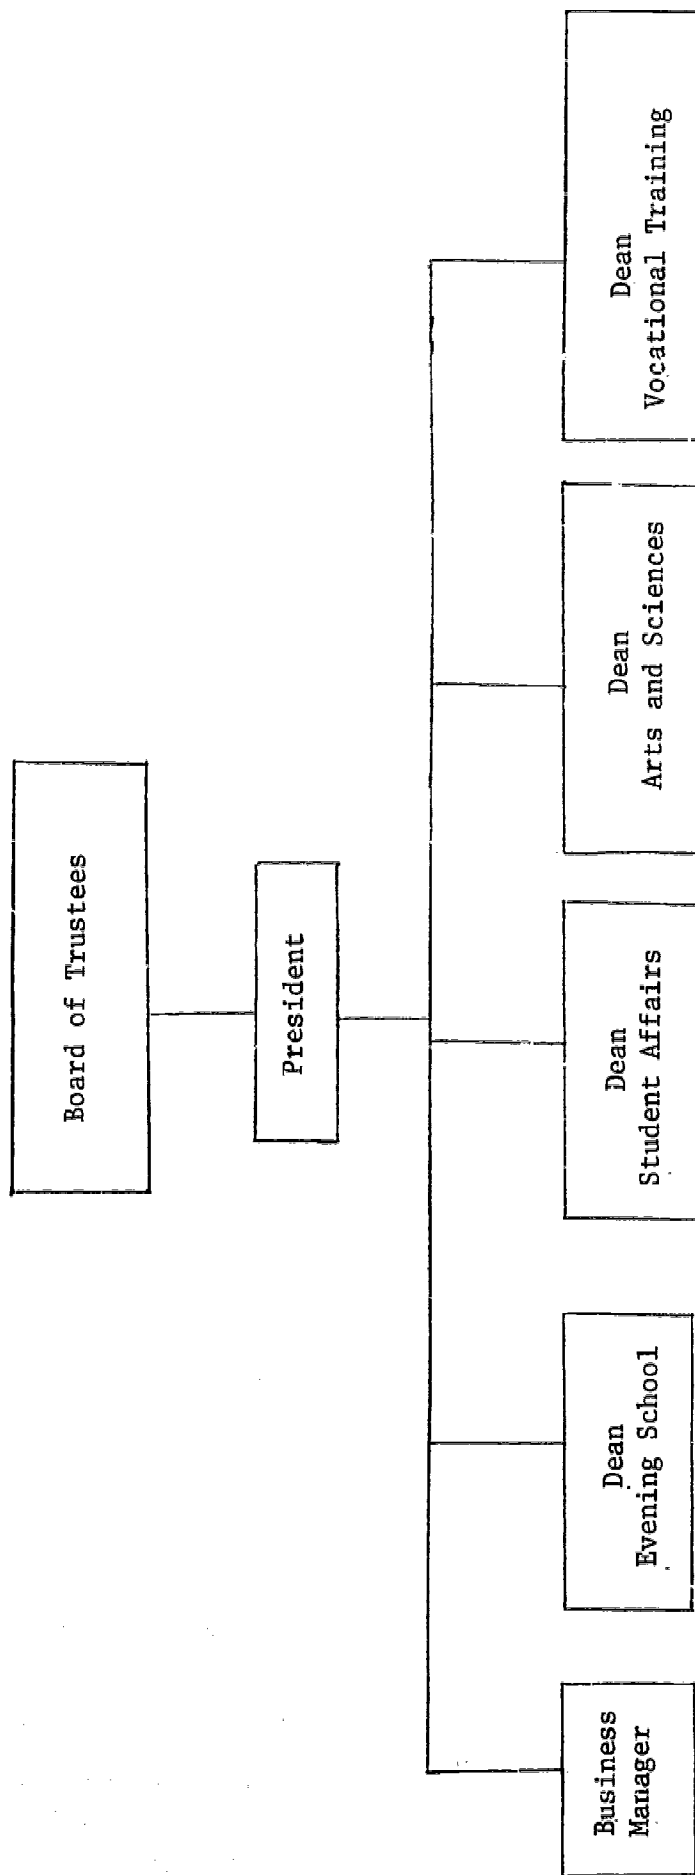 Board of Trustees
President
Business
Manager
Dean
Evening School
Dean
Student Affairs
Dean
Arts and Sciences
Dean
Vocational Training